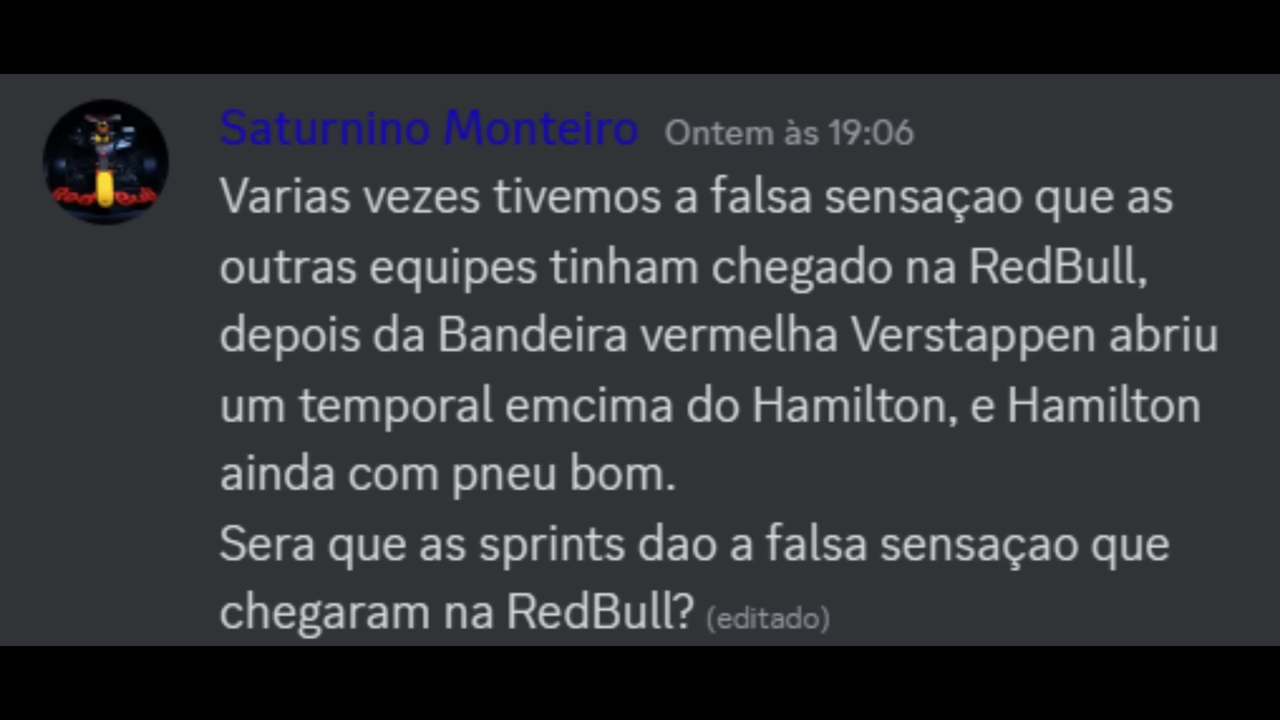 Saturnino Monteiro Ontem às 19:06
Varias vezes tivemos a falsa sensaçao que as
outras equipes tinham chegado na RedBull,
depois da Bandeira vermelha Verstappen abriu
um temporal emcima do Hamilton, e Hamilton
ainda com pneu bom.
Sera que as sprints dao a falsa sensaçao que
chegaram na RedBull? (editado)